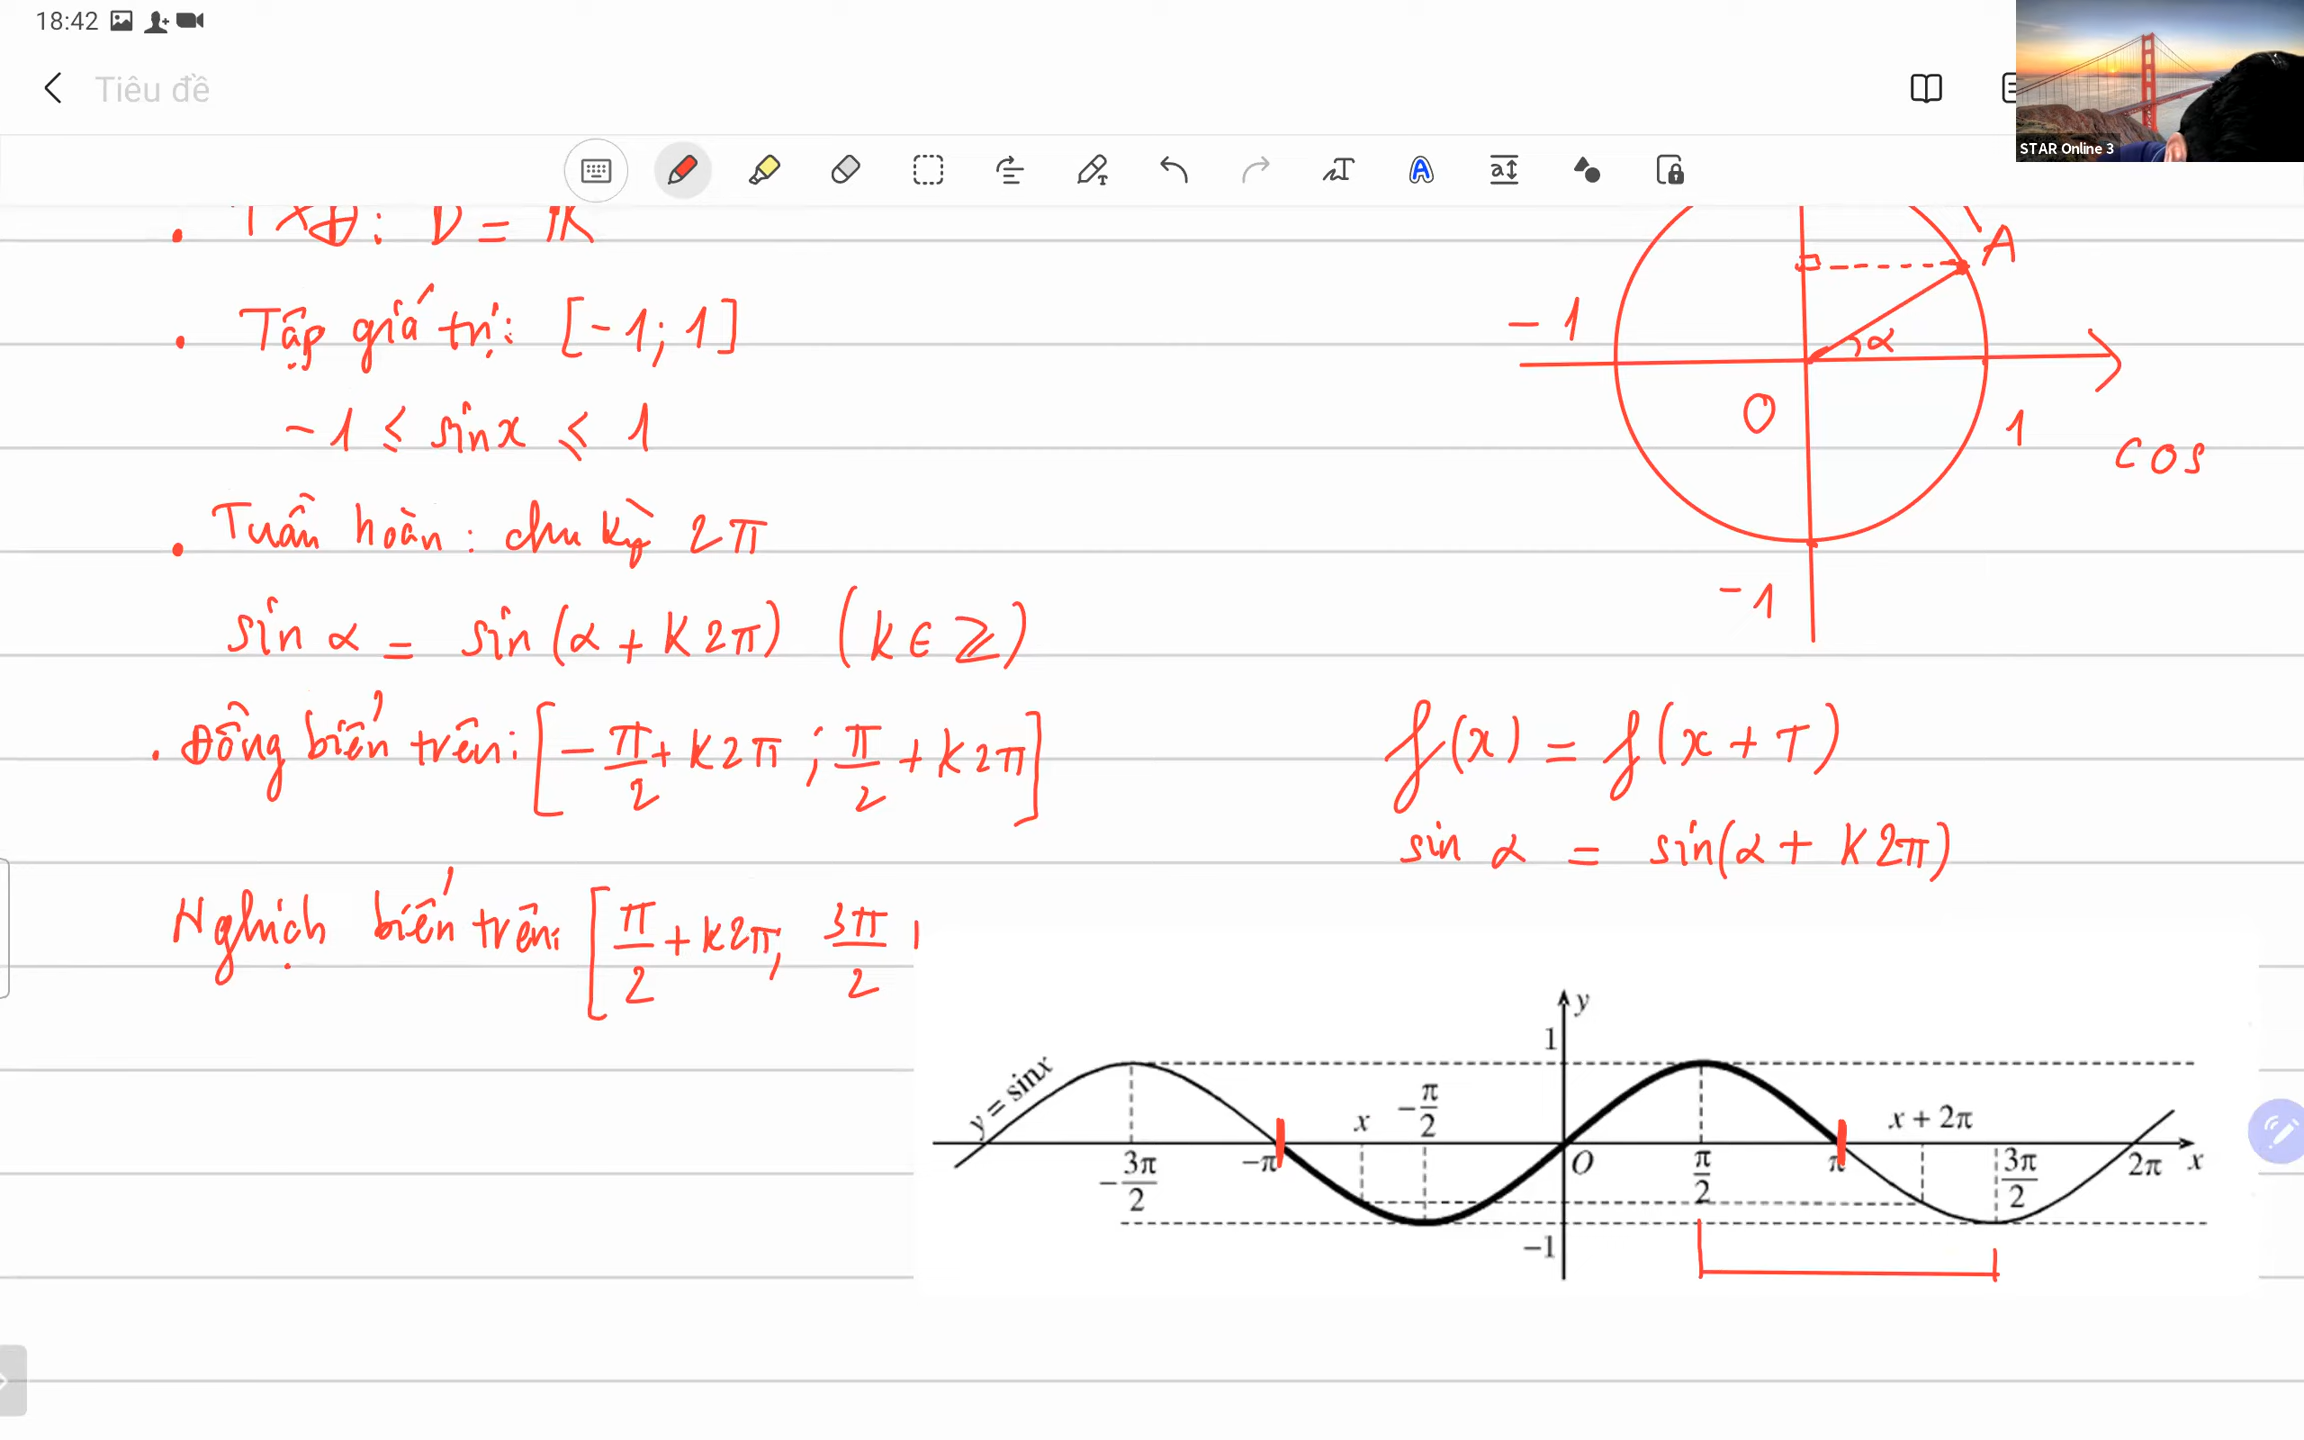 18:42
Tiêu đề
STAR Online 3
• TXĐ: D = ℝ
• Tập giá trị: [-1; 1]
-1 ≤ sinx ≤ 1
• Tuần hoàn: chu kỳ 2π
sin α = sin(α + k2π) (k ∈ ℤ)
• Đồng biến trên: [-π/2 + k2π ; π/2 + k2π]
Nghịch biến trên: [π/2 + k2π; 3π/2
A
-1
α
O
1
cos
-1
f(x) = f(x + T)
sin α = sin(α + k2π)
y
1
y = sinx
x
-π/2
x + 2π
-3π/2
-π
O
π/2
π
3π/2
2π
x
-1